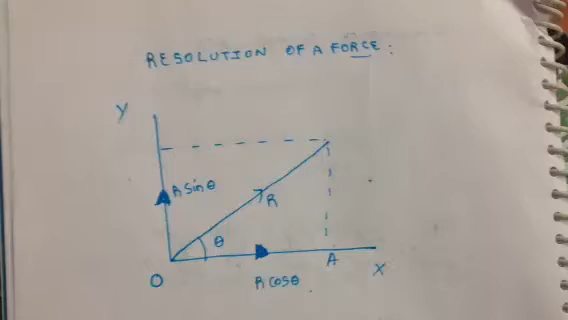 RESOLUTION OF A FORCE:
Y
R sinθ
R
θ
O
A
X
R cosθ